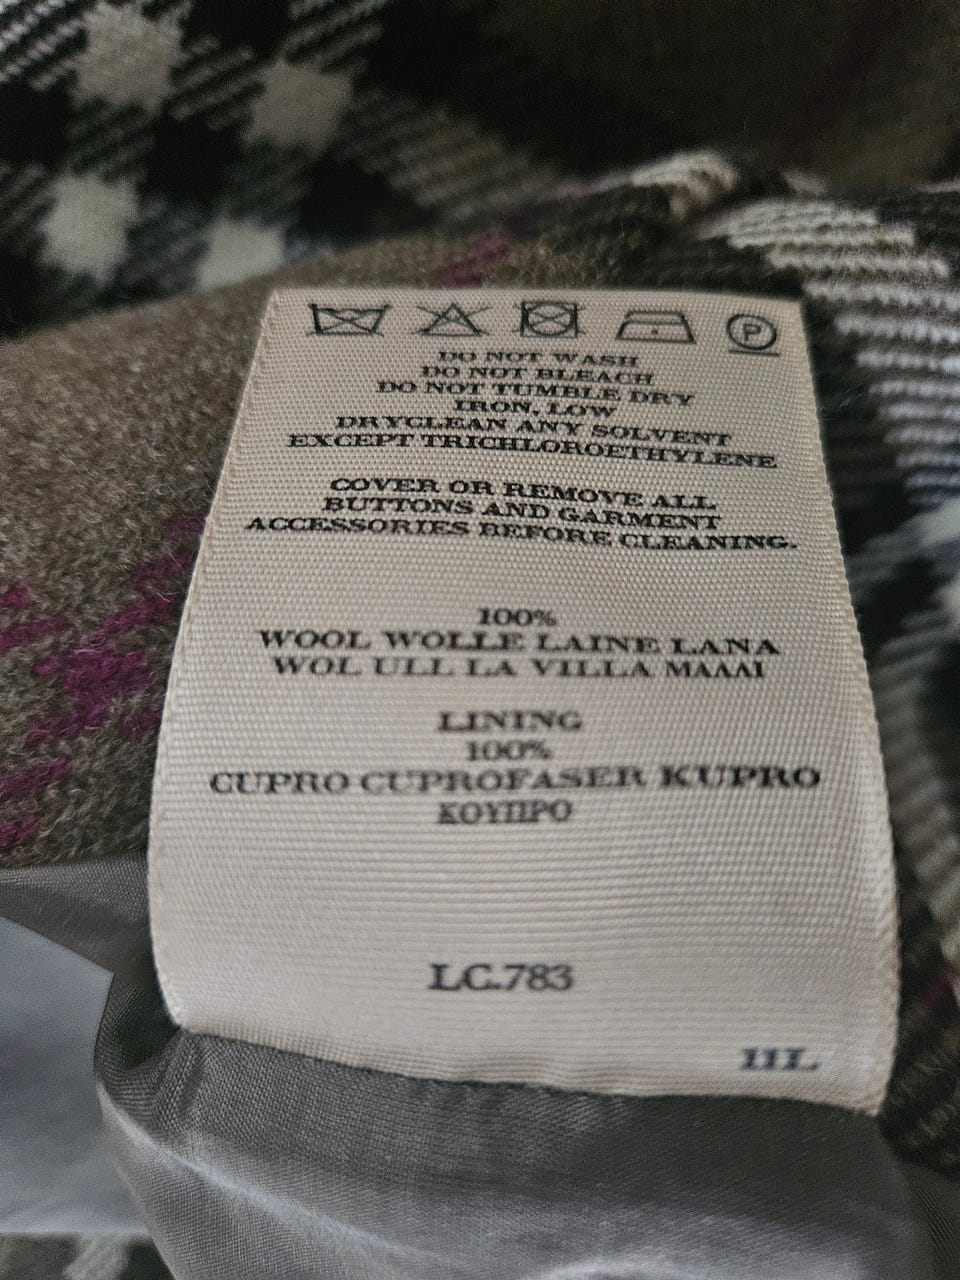 P
DO NOT WASH
DO NOT BLEACH
DO NOT TUMBLE DRY
IRON, LOW
DRYCLEAN ANY SOLVENT
EXCEPT TRICHLOROETHYLENE
COVER OR REMOVE ALL
BUTTONS AND GARMENT
ACCESSORIES BEFORE CLEANING.
100%
WOOL WOLLE LAINE LANA
WOL ULL LA VILLA ΜΑΛΛΙ
LINING
100%
CUPRO CUPROFASER KUPRO
ΚΟΥΠΡΟ
LC.783
11L